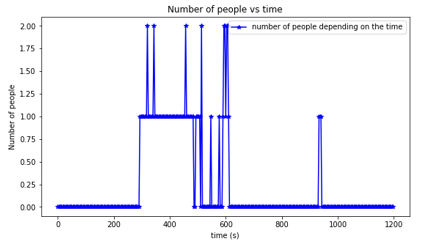 Number of people vs time
number of people depending on the time
2.00
1.75
1.50
1.25
1.00
0.75
0.50
0.25
0.00
Number of people
0 200 400 600 800 1000 1200
time (s)